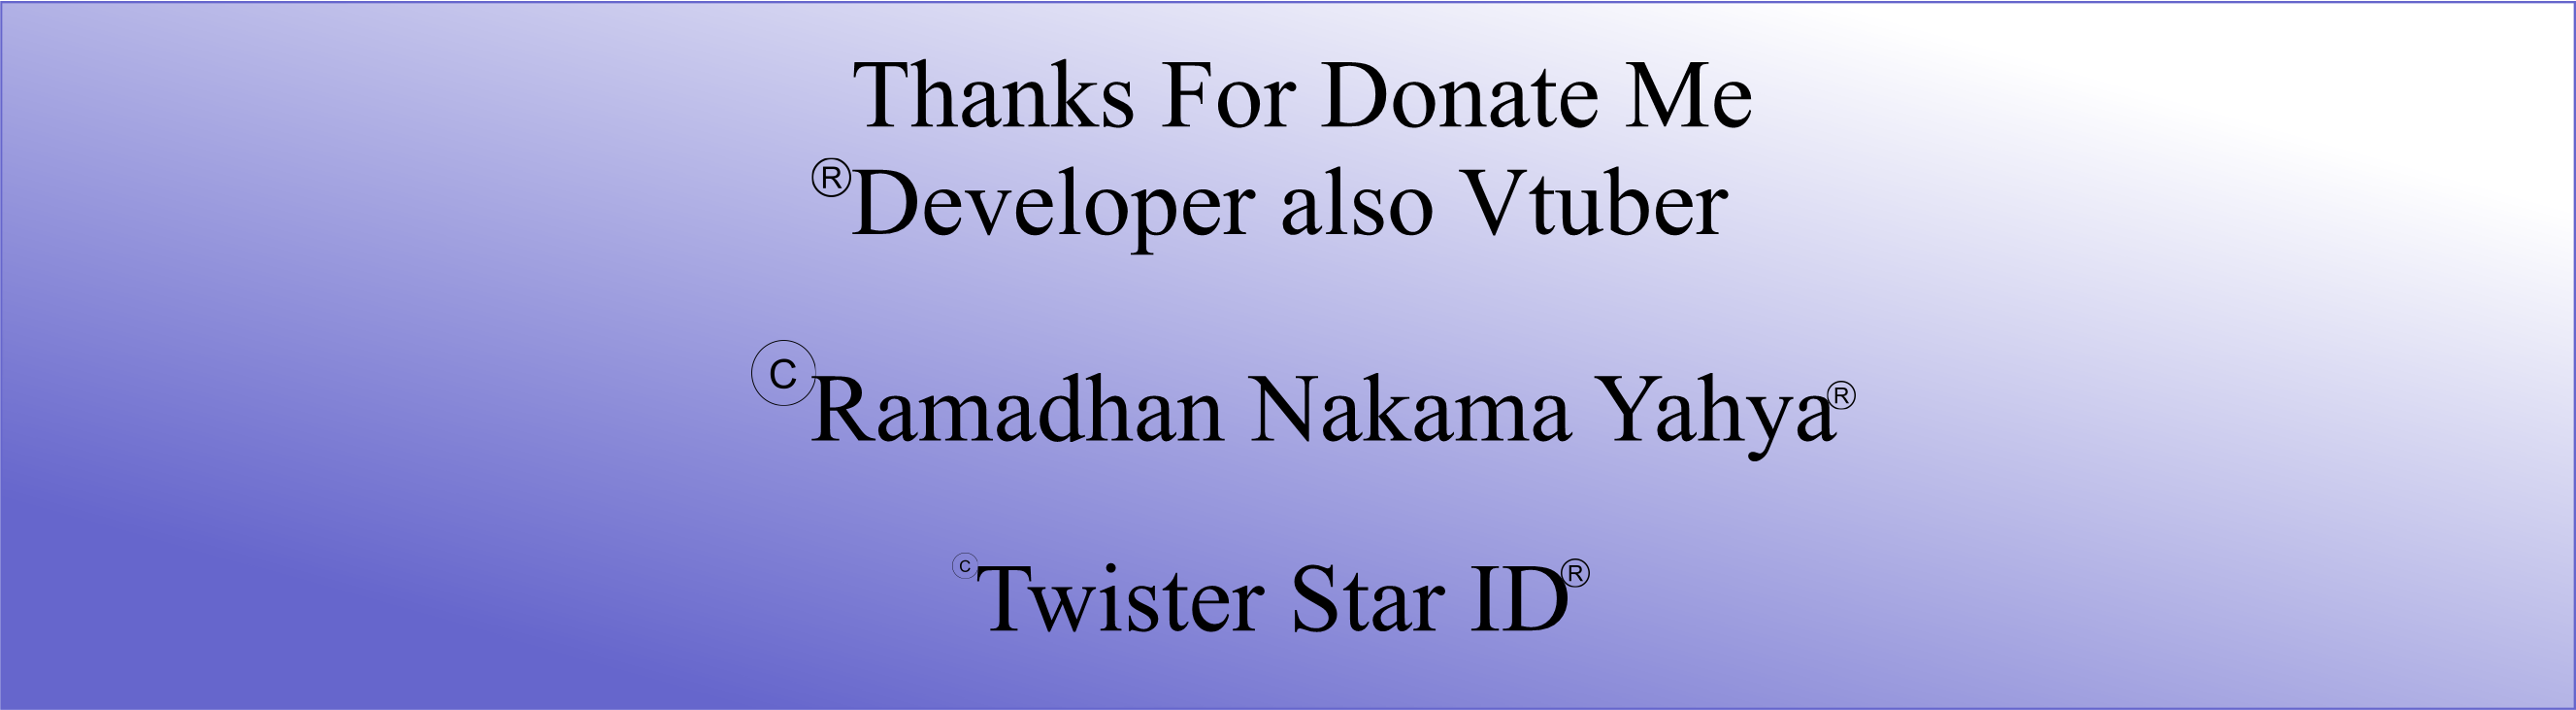 Thanks For Donate Me
®Developer also Vtuber
©Ramadhan Nakama Yahya®
©Twister Star ID®